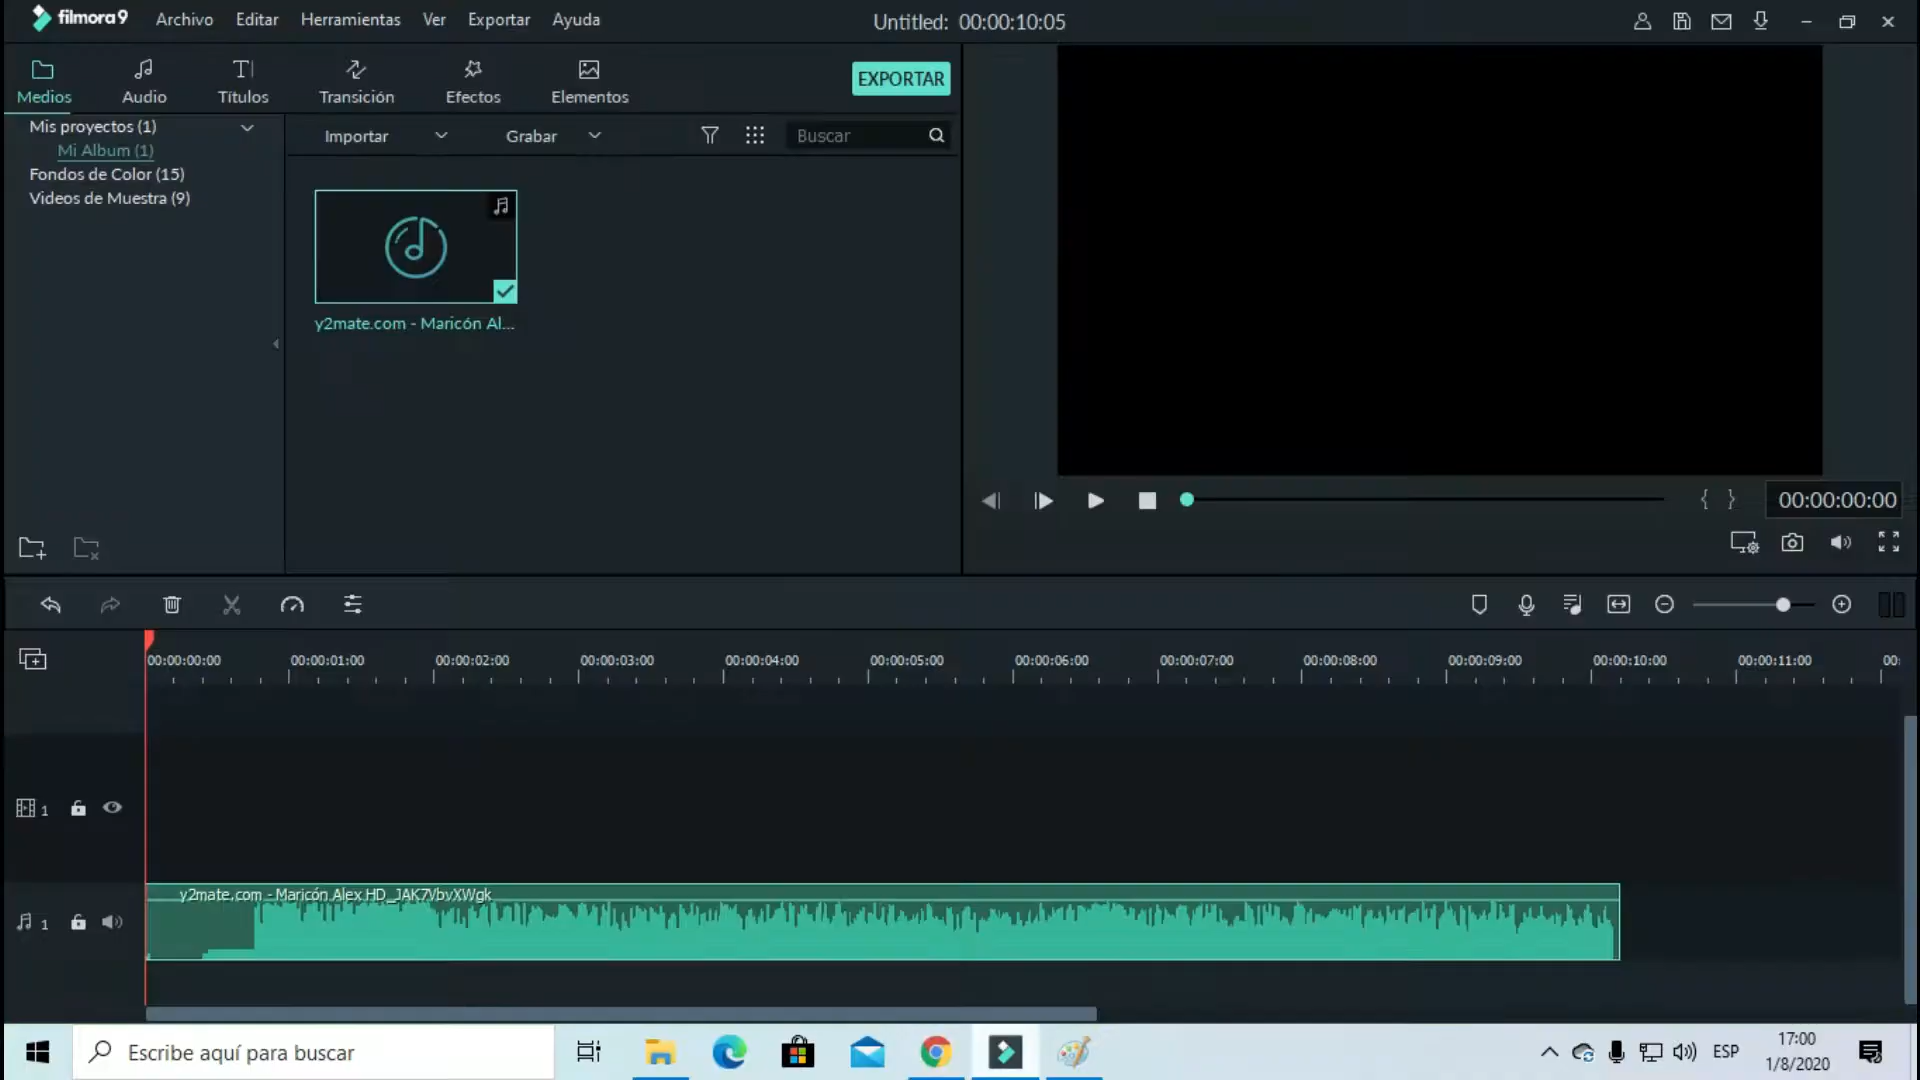 filmora9 Archivo Editar Herramientas Ver Exportar Ayuda Untitled: 00:00:10:05
Medios Audio Títulos Transición Efectos Elementos EXPORTAR
Mis proyectos (1)
Mi Album (1)
Fondos de Color (15)
Videos de Muestra (9)
Importar Grabar Buscar
y2mate.com - Maricón Al...
{ } 00:00:00:00
00:00:00:00 00:00:01:00 00:00:02:00 00:00:03:00 00:00:04:00 00:00:05:00 00:00:06:00 00:00:07:00 00:00:08:00 00:00:09:00 00:00:10:00 00:00:11:00 00:
1
y2mate.com - Maricón Alex HD_JAK7VbvXWgk
1
Escribe aquí para buscar
ESP
17:00
1/8/2020